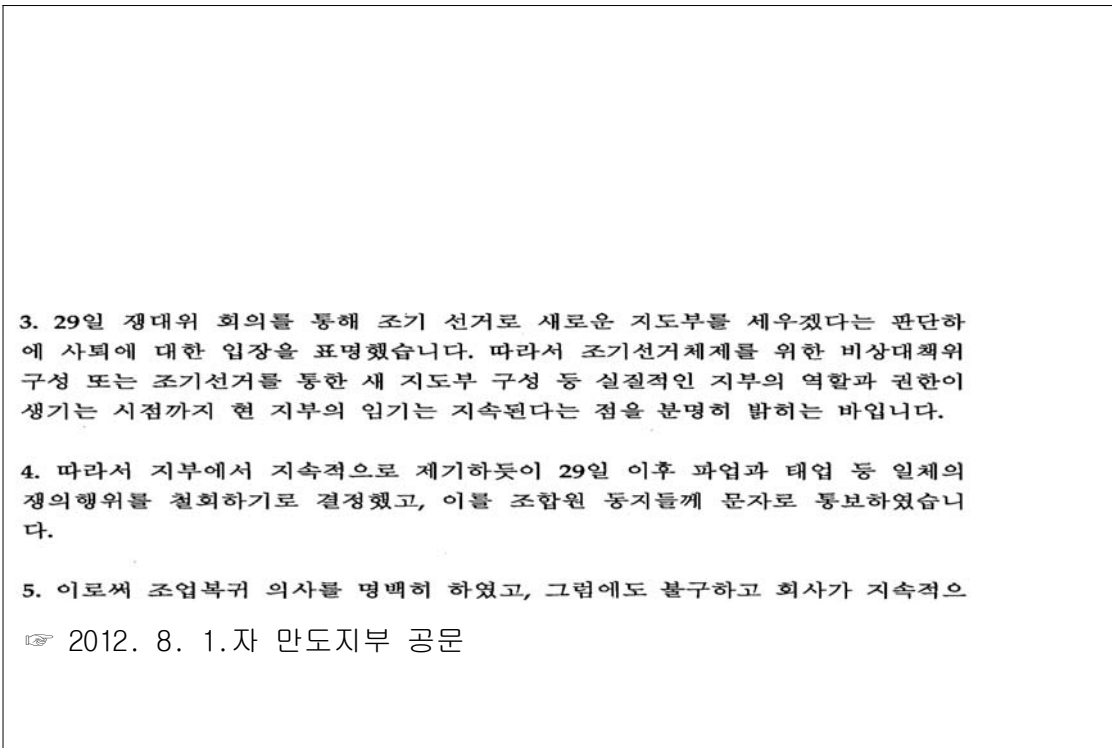 3. 29일 쟁대위 회의를 통해 조기 선거로 새로운 지도부를 세우겠다는 판단하
에 사퇴에 대한 입장을 표명했습니다. 따라서 조기선거체제를 위한 비상대책위
구성 또는 조기선거를 통한 새 지도부 구성 등 실질적인 지부의 역할과 권한이
생기는 시점까지 현 지부의 임기는 지속된다는 점을 분명히 밝히는 바입니다.
4. 따라서 지부에서 지속적으로 제기하듯이 29일 이후 파업과 태업 등 일체의
쟁의행위를 철회하기로 결정했고, 이를 조합원 동지들께 문자로 통보하였습니
다.
5. 이로써 조업복귀 의사를 명백히 하였고, 그럼에도 불구하고 회사가 지속적으
☞ 2012. 8. 1.자 만도지부 공문